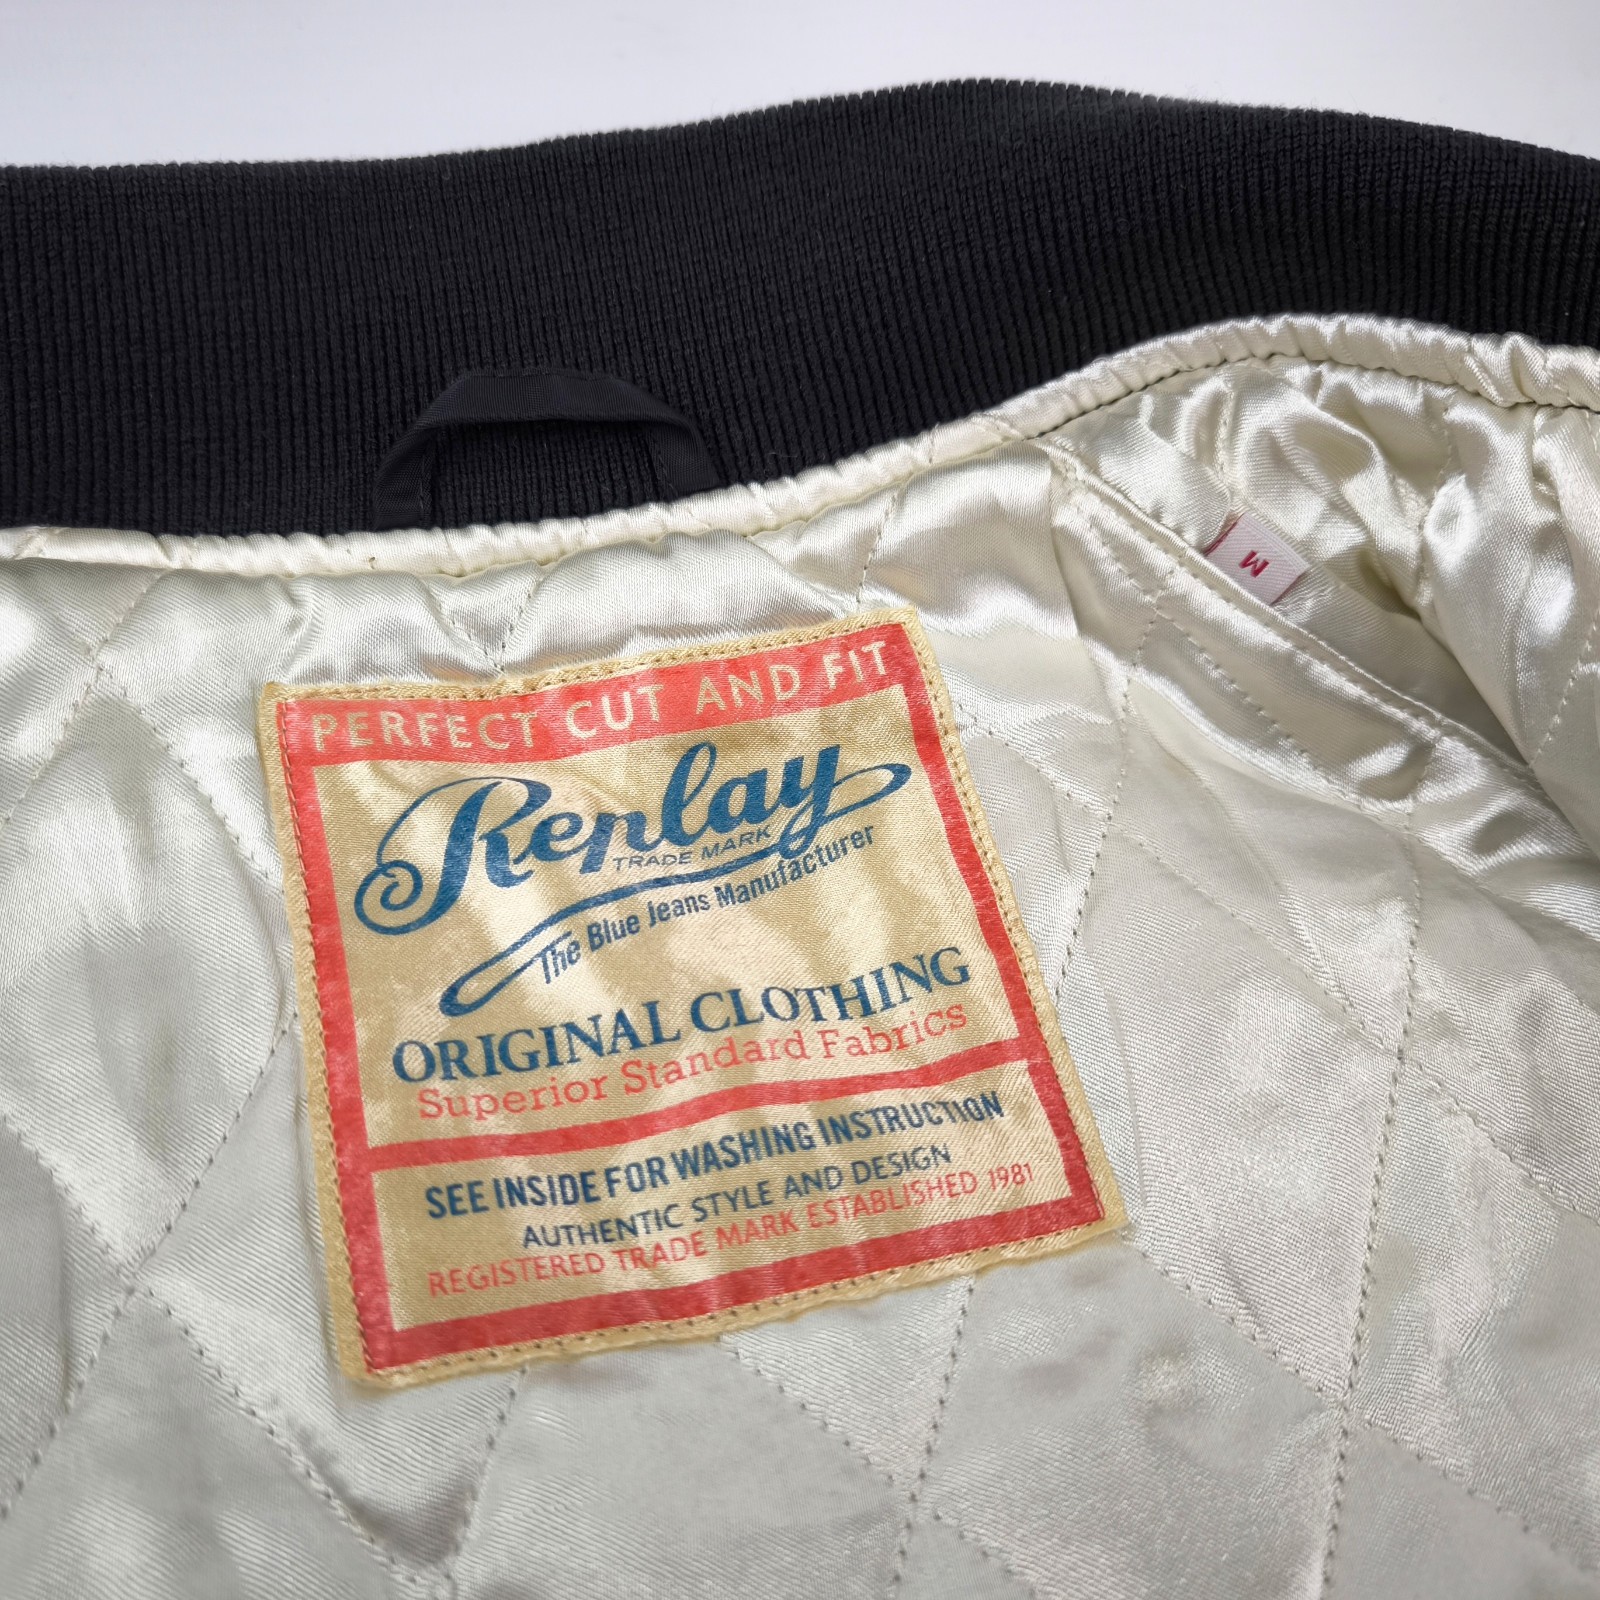 M
PERFECT CUT AND FIT
Replay
TRADE MARK
The Blue Jeans Manufacturer
ORIGINAL CLOTHING
Superior Standard Fabrics
SEE INSIDE FOR WASHING INSTRUCTION
AUTHENTIC STYLE AND DESIGN
REGISTERED TRADE MARK ESTABLISHED 1981